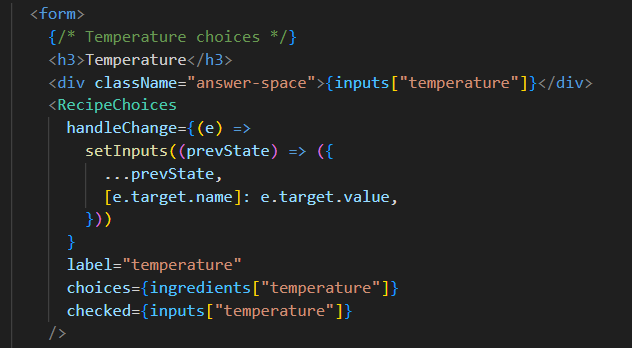 <form>
{/* Temperature choices */}
<h3>Temperature</h3>
<div className="answer-space">{inputs["temperature"]}</div>
<RecipeChoices
handleChange={(e) =>
setInputs((prevState) => ({
...prevState,
[e.target.name]: e.target.value,
}))
}
label="temperature"
choices={ingredients["temperature"]}
checked={inputs["temperature"]}
/>